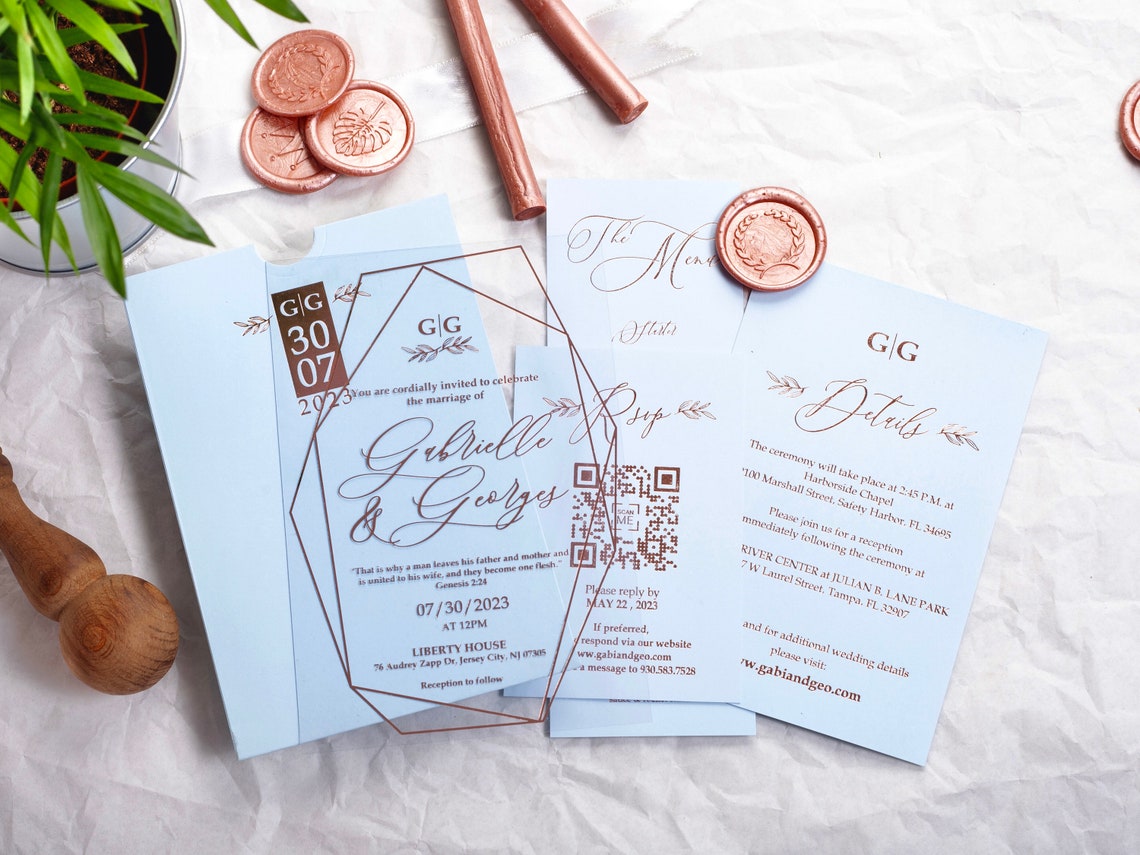 G|G
30
07
2023
G|G
You are cordially invited to celebrate
the marriage of
Gabrielle
& Georges
"That is why a man leaves his father and mother and
is united to his wife, and they become one flesh."
Genesis 2:24
07/30/2023
AT 12PM
LIBERTY HOUSE
76 Audrey Zapp Dr. Jersey City, NJ 07305
Reception to follow
The
Menu
Starter
Rsvp
SCAN
ME
Please reply by
MAY 22, 2023
If preferred,
respond via our website
www.gabiandgeo.com
a message to 930.583.7528
G|G
Details
The ceremony will take place at 2:45 P.M. at
Harborside Chapel
7100 Marshall Street, Safety Harbor, FL 34695
Please join us for a reception
immediately following the ceremony at
RIVER CENTER at JULIAN B. LANE PARK
7 W Laurel Street, Tampa, FL 32907
and for additional wedding details
please visit:
www.gabiandgeo.com